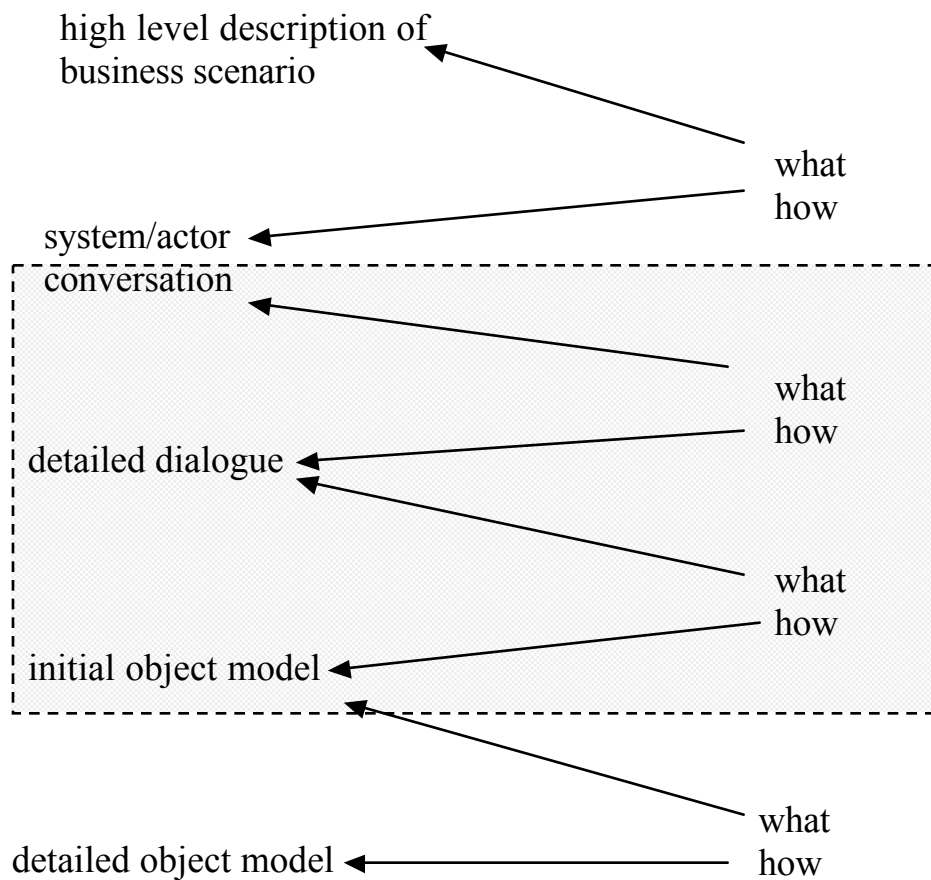 high level description of
business scenario
what
how
system/actor
conversation
what
how
detailed dialogue
what
how
initial object model
what
how
detailed object model